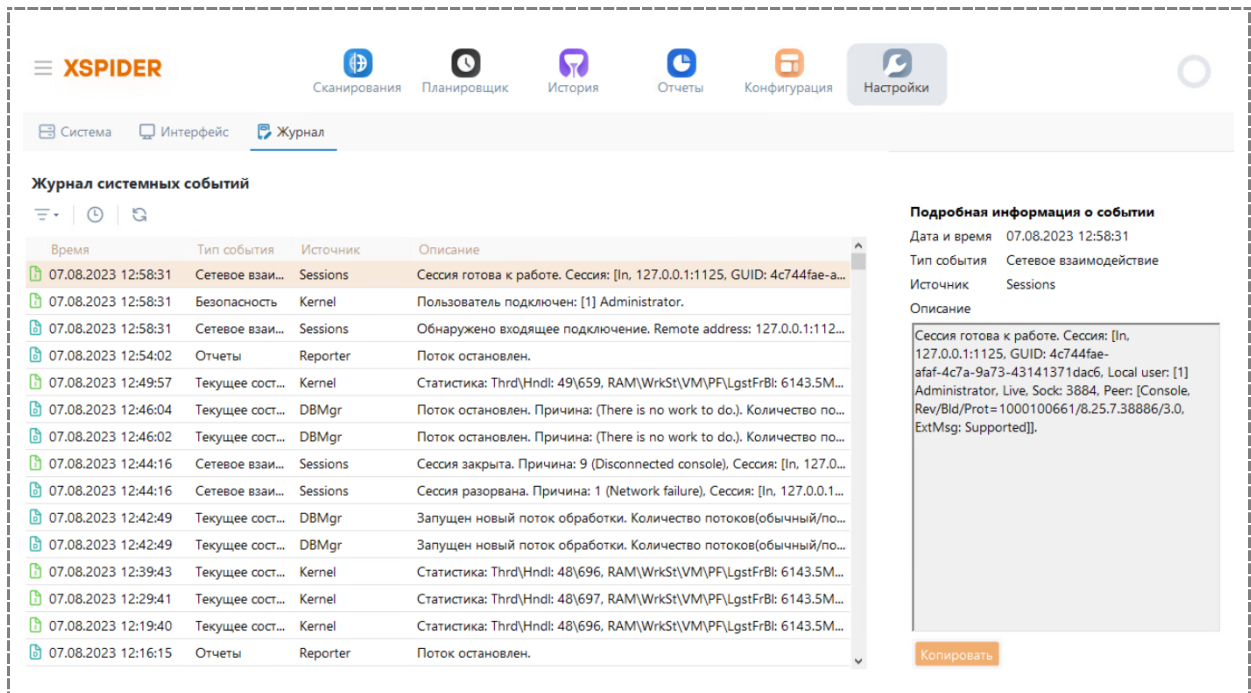 XSPIDER
Сканирования Планировщик История Отчеты Конфигурация Настройки
Система Интерфейс Журнал
Журнал системных событий
Время Тип события Источник Описание
07.08.2023 12:58:31 Сетевое взаи... Sessions Сессия готова к работе. Сессия: [In, 127.0.0.1:1125, GUID: 4c744fae-a...
07.08.2023 12:58:31 Безопасность Kernel Пользователь подключен: [1] Administrator.
07.08.2023 12:58:31 Сетевое взаи... Sessions Обнаружено входящее подключение. Remote address: 127.0.0.1:112...
07.08.2023 12:54:02 Отчеты Reporter Поток остановлен.
07.08.2023 12:49:57 Текущее сост... Kernel Статистика: Thrd\Hndl: 49\659, RAM\WrkSt\VM\PF\LgstFrBl: 6143.5M...
07.08.2023 12:46:04 Текущее сост... DBMgr Поток остановлен. Причина: (There is no work to do.). Количество по...
07.08.2023 12:46:02 Текущее сост... DBMgr Поток остановлен. Причина: (There is no work to do.). Количество по...
07.08.2023 12:44:16 Сетевое взаи... Sessions Сессия закрыта. Причина: 9 (Disconnected console), Сессия: [In, 127.0...
07.08.2023 12:44:16 Сетевое взаи... Sessions Сессия разорвана. Причина: 1 (Network failure), Сессия: [In, 127.0.0.1...
07.08.2023 12:42:49 Текущее сост... DBMgr Запущен новый поток обработки. Количество потоков(обычный/по...
07.08.2023 12:42:49 Текущее сост... DBMgr Запущен новый поток обработки. Количество потоков(обычный/по...
07.08.2023 12:39:43 Текущее сост... Kernel Статистика: Thrd\Hndl: 48\696, RAM\WrkSt\VM\PF\LgstFrBl: 6143.5M...
07.08.2023 12:29:41 Текущее сост... Kernel Статистика: Thrd\Hndl: 48\697, RAM\WrkSt\VM\PF\LgstFrBl: 6143.5M...
07.08.2023 12:19:40 Текущее сост... Kernel Статистика: Thrd\Hndl: 48\696, RAM\WrkSt\VM\PF\LgstFrBl: 6143.5M...
07.08.2023 12:16:15 Отчеты Reporter Поток остановлен.
Подробная информация о событии
Дата и время 07.08.2023 12:58:31
Тип события Сетевое взаимодействие
Источник Sessions
Описание
Сессия готова к работе. Сессия: [In,
127.0.0.1:1125, GUID: 4c744fae-
afaf-4c7a-9a73-43141371dac6, Local user: [1]
Administrator, Live, Sock: 3884, Peer: [Console,
Rev/Bld/Prot=1000100661/8.25.7.38886/3.0,
ExtMsg: Supported]].
Копировать